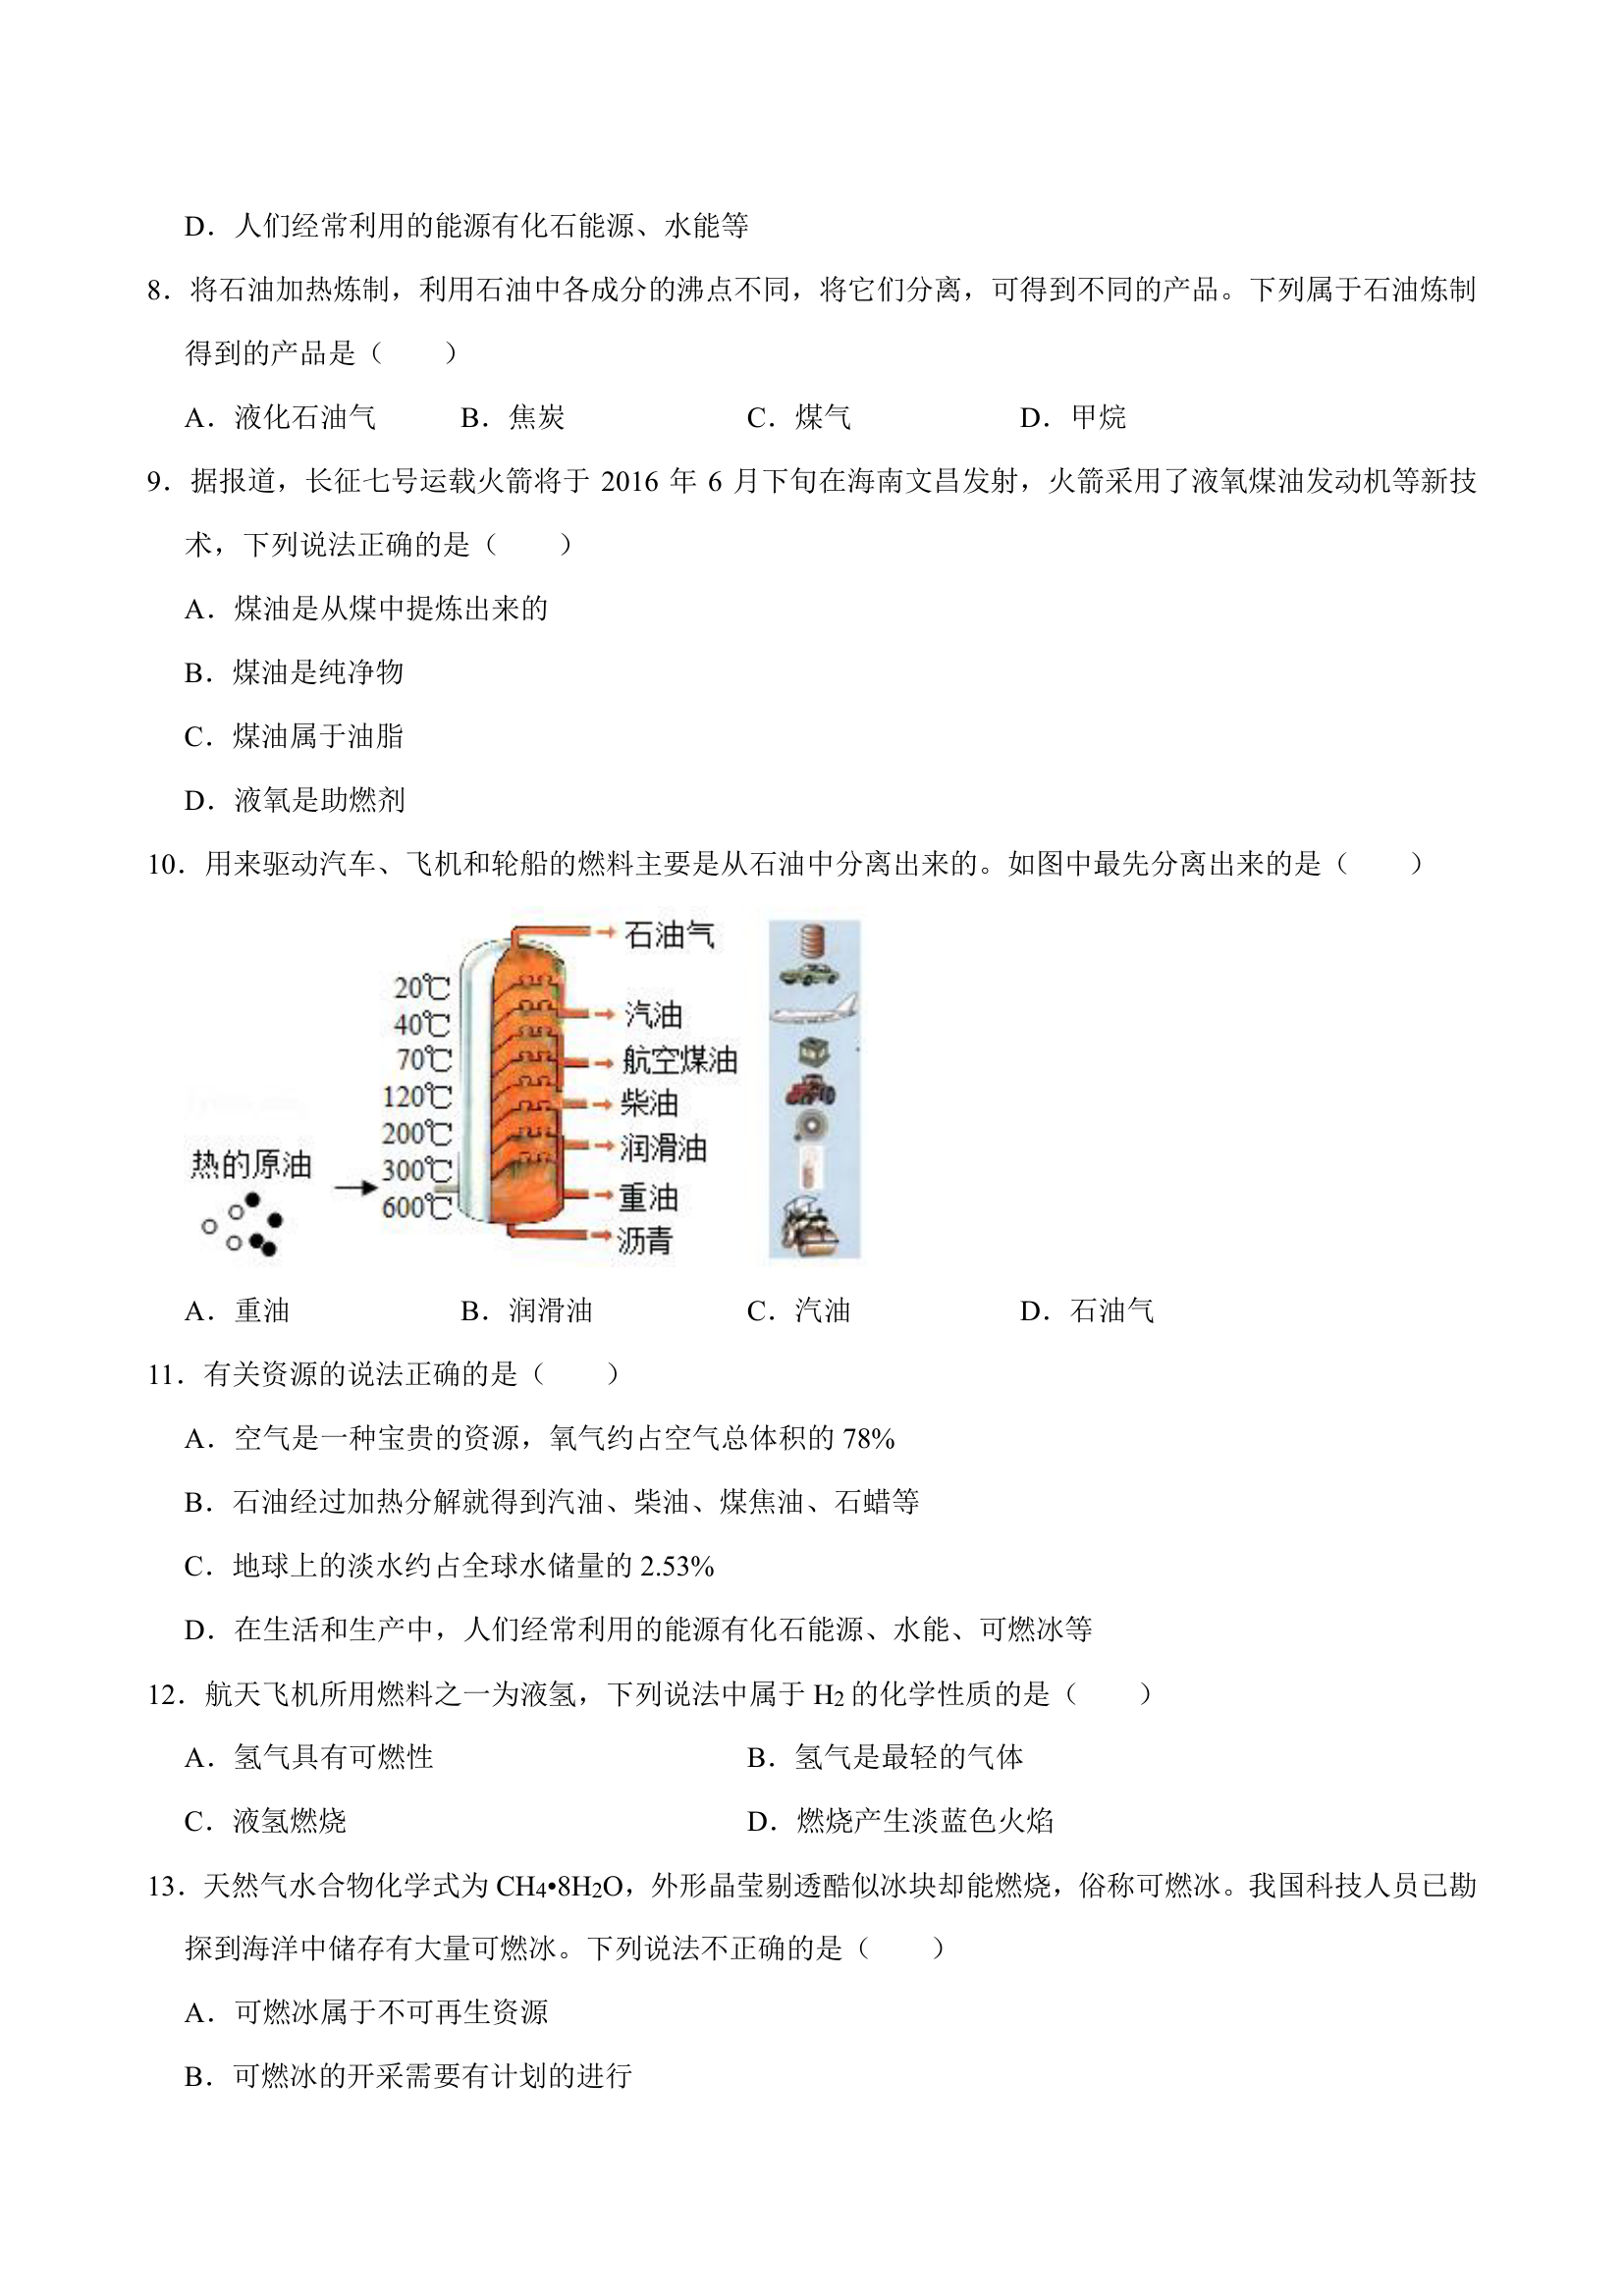 D．人们经常利用的能源有化石能源、水能等
8．将石油加热炼制，利用石油中各成分的沸点不同，将它们分离，可得到不同的产品。下列属于石油炼制
得到的产品是（　　）
A．液化石油气 B．焦炭 C．煤气 D．甲烷
9．据报道，长征七号运载火箭将于 2016 年 6 月下旬在海南文昌发射，火箭采用了液氧煤油发动机等新技
术，下列说法正确的是（　　）
A．煤油是从煤中提炼出来的
B．煤油是纯净物
C．煤油属于油脂
D．液氧是助燃剂
10．用来驱动汽车、飞机和轮船的燃料主要是从石油中分离出来的。如图中最先分离出来的是（　　）
石油气
20℃
汽油
40℃
70℃ 航空煤油
120℃ 柴油
200℃
润滑油
热的原油
300℃
重油
600℃
沥青
A．重油 B．润滑油 C．汽油 D．石油气
11．有关资源的说法正确的是（　　）
A．空气是一种宝贵的资源，氧气约占空气总体积的 78%
B．石油经过加热分解就得到汽油、柴油、煤焦油、石蜡等
C．地球上的淡水约占全球水储量的 2.53%
D．在生活和生产中，人们经常利用的能源有化石能源、水能、可燃冰等
12．航天飞机所用燃料之一为液氢，下列说法中属于 H2 的化学性质的是（　　）
A．氢气具有可燃性 B．氢气是最轻的气体
C．液氢燃烧 D．燃烧产生淡蓝色火焰
13．天然气水合物化学式为 CH4•8H2O，外形晶莹剔透酷似冰块却能燃烧，俗称可燃冰。我国科技人员已勘
探到海洋中储存有大量可燃冰。下列说法不正确的是（　　）
A．可燃冰属于不可再生资源
B．可燃冰的开采需要有计划的进行